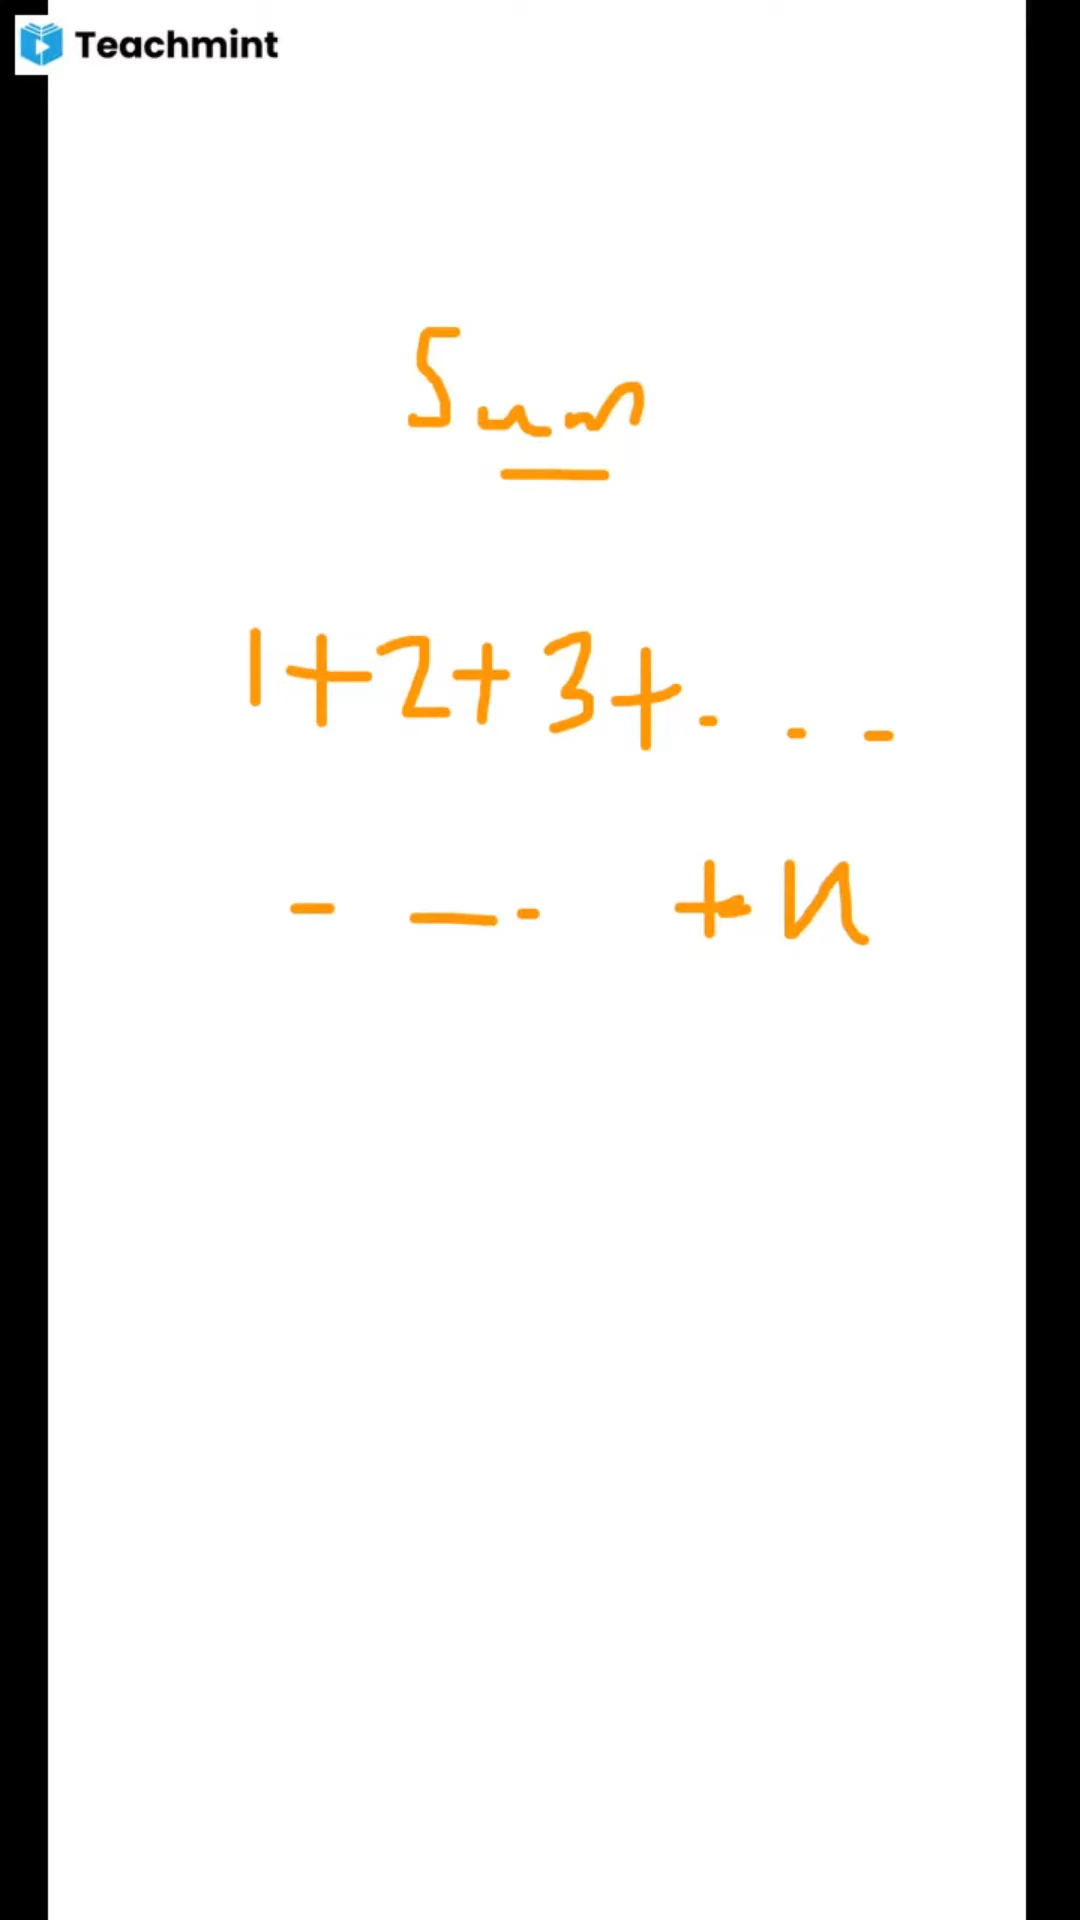 Teachmint
Sum
1+2+3+. . .
- - - +n